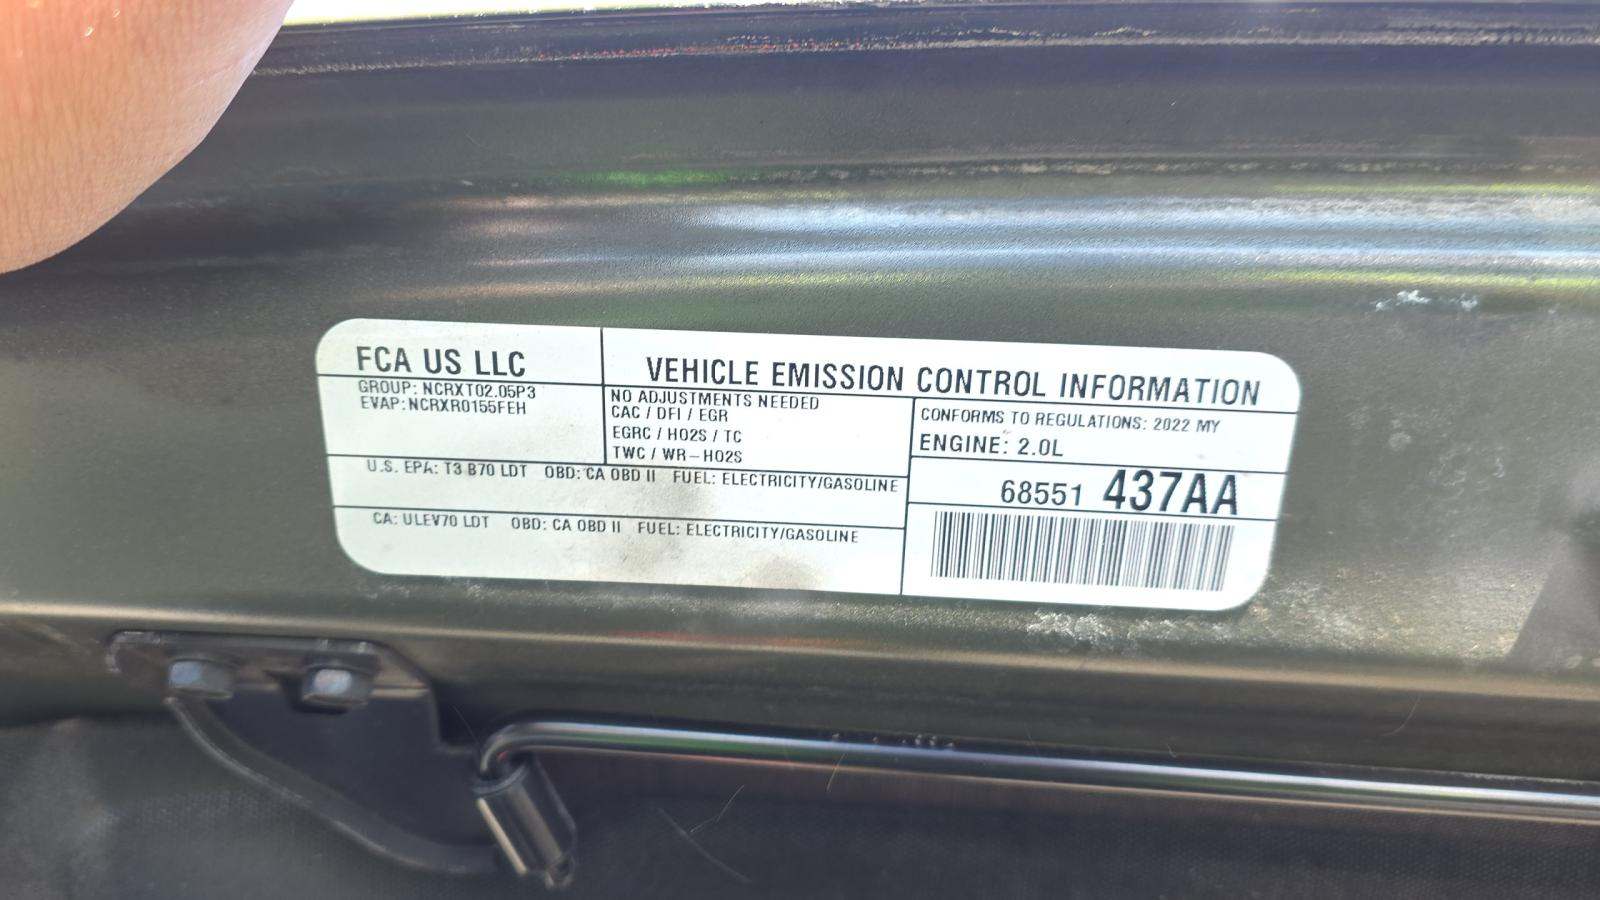 FCA US LLC
VEHICLE EMISSION CONTROL INFORMATION
GROUP: NCRXT02.05P3
EVAP:NCRXR0155FEH
NO ADJUSTMENTS NEEDED
CAC / DFI / EGR
EGRC / HO2S / TC
TWC / WR-HO2S
CONFORMS TO REGULATIONS: 2022 MY
ENGINE: 2.0L
U.S. EPA: T3 B70 LDT OBD: CA OBD II FUEL: ELECTRICITY/GASOLINE
68551 437AA
CA: ULEV70 LDT OBD: CA OBD II FUEL: ELECTRICITY/GASOLINE